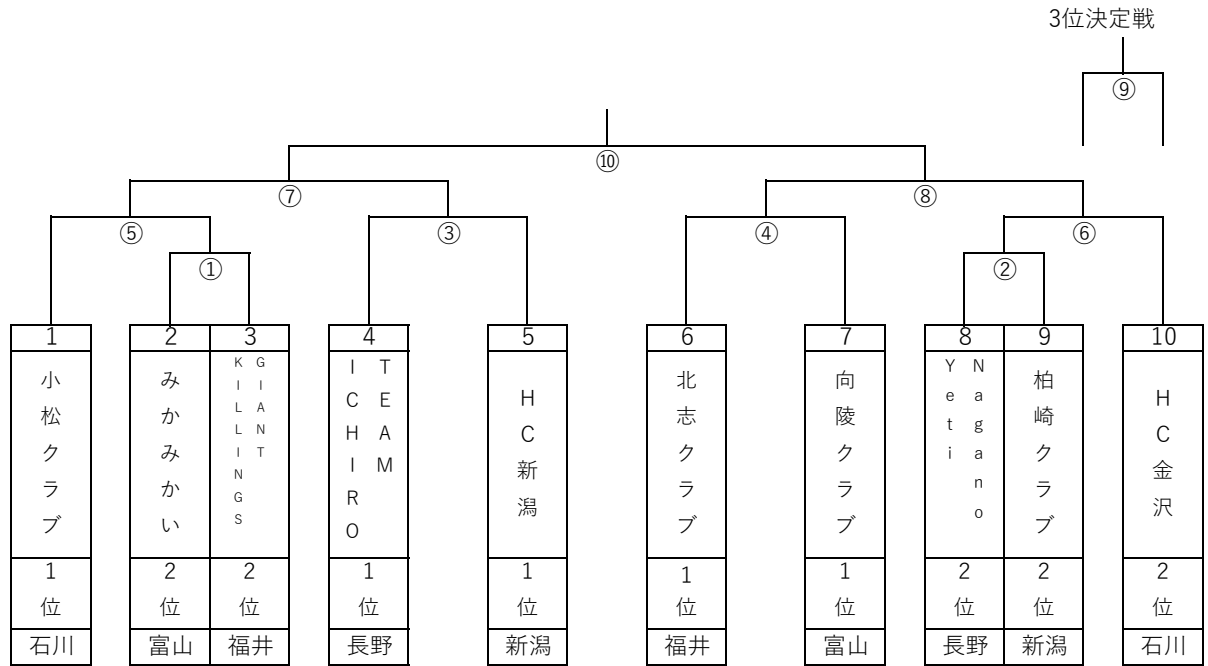 3位決定戦
⑨
⑩
⑦
⑧
⑤
③
④
⑥
①
②
1
2
3
4
5
6
7
8
9
10
小松クラブ
みかみかい
GIANT
KILLINGS
TEAM
ICHIRO
HC新潟
北志クラブ
向陵クラブ
Nagano
Yeti
柏崎クラブ
HC金沢
1位
2位
2位
1位
1位
1位
1位
2位
2位
2位
石川
富山
福井
長野
新潟
福井
富山
長野
新潟
石川